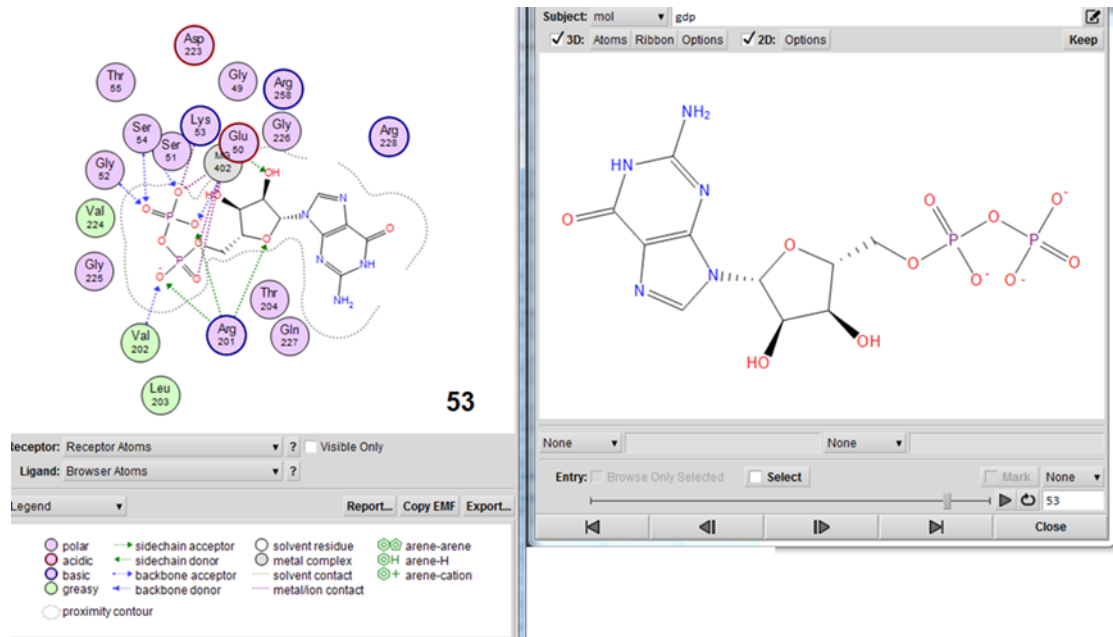 Subject: mol gdp
3D: Atoms Ribbon Options 2D: Options Keep
Asp
223
Thr
55
Gly
49
Arg
258
Ser
54
Ser
51
Lys
53
Glu
50
Gly
226
Arg
228
Gly
52
402
OH
Val
224
Gly
225
Val
202
Leu
203
Arg
201
Thr
204
Gln
227
O
P
O
O
P
O-
O
O
N
N
N
NH
NH2
O
53
NH2
HN
N
O
N
N
O
O
O
P
O-
O
P
O-
O-
O
HO
OH
Receptor: Receptor Atoms ? Visible Only
Ligand: Browser Atoms ?
Legend Report... Copy EMF Export...
polar
acidic
basic
greasy
proximity contour
sidechain acceptor
sidechain donor
backbone acceptor
backbone donor
solvent residue
metal complex
solvent contact
metal/ion contact
arene-arene
H arene-H
+ arene-cation
None None
Entry: Browse Only Selected Select Mark None
53
Close